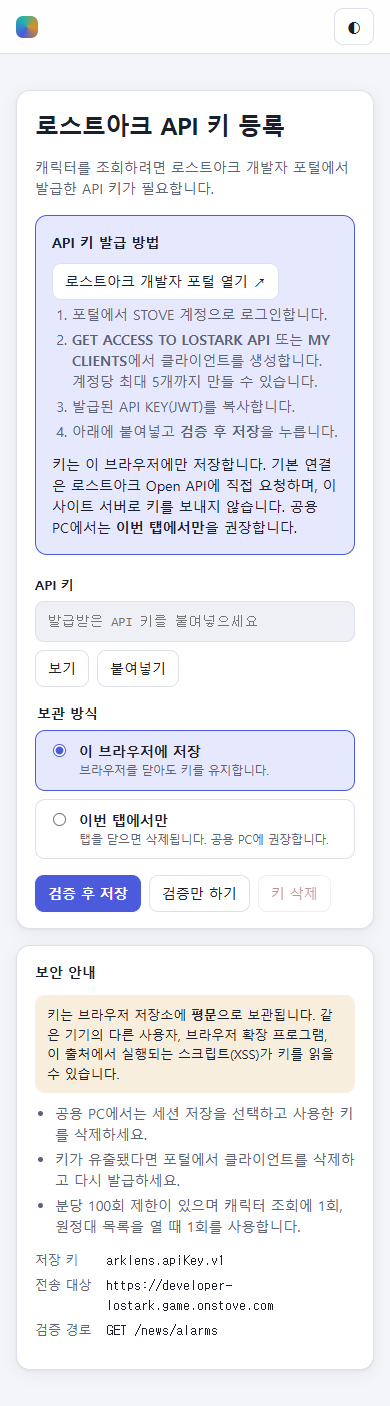 로스트아크 API 키 등록
캐릭터를 조회하려면 로스트아크 개발자 포털에서
발급한 API 키가 필요합니다.
API 키 발급 방법
로스트아크 개발자 포털 열기 ↗
1. 포털에서 STOVE 계정으로 로그인합니다.
2. GET ACCESS TO LOSTARK API 또는 MY
CLIENTS에서 클라이언트를 생성합니다.
계정당 최대 5개까지 만들 수 있습니다.
3. 발급된 API KEY(JWT)를 복사합니다.
4. 아래에 붙여넣고 검증 후 저장을 누릅니다.
키는 이 브라우저에만 저장합니다. 기본 연결
은 로스트아크 Open API에 직접 요청하며, 이
사이트 서버로 키를 보내지 않습니다. 공용
PC에서는 이번 탭에서만을 권장합니다.
API 키
발급받은 API 키를 붙여넣으세요
보기 붙여넣기
보관 방식
이 브라우저에 저장
브라우저를 닫아도 키를 유지합니다.
이번 탭에서만
탭을 닫으면 삭제됩니다. 공용 PC에 권장합니다.
검증 후 저장 검증만 하기 키 삭제
보안 안내
키는 브라우저 저장소에 평문으로 보관됩니다. 같
은 기기의 다른 사용자, 브라우저 확장 프로그램,
이 출처에서 실행되는 스크립트(XSS)가 키를 읽을
수 있습니다.
• 공용 PC에서는 세션 저장을 선택하고 사용한 키
를 삭제하세요.
• 키가 유출됐다면 포털에서 클라이언트를 삭제하
고 다시 발급하세요.
• 분당 100회 제한이 있으며 캐릭터 조회에 1회,
원정대 목록을 열 때 1회를 사용합니다.
저장 키 arklens.apiKey.v1
전송 대상 https://developer-
lostark.game.onstove.com
검증 경로 GET /news/alarms